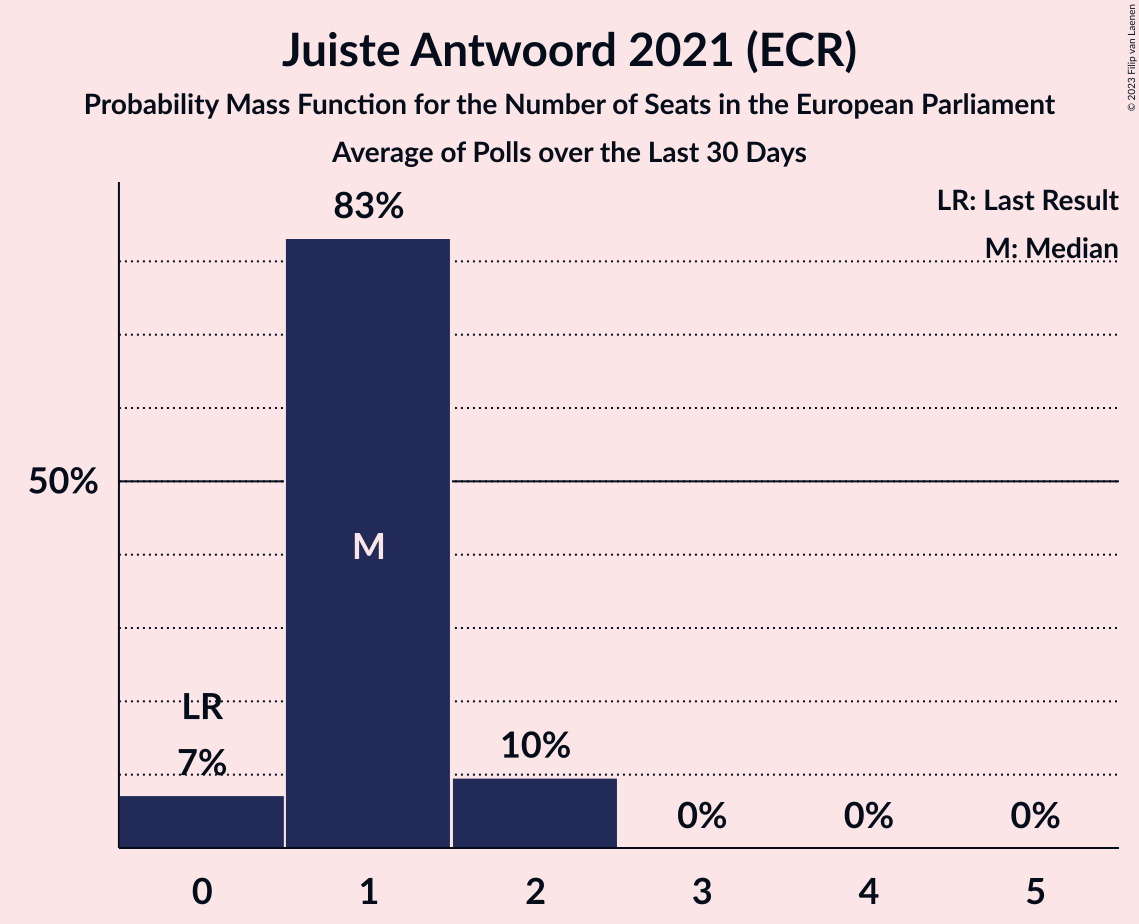 Juiste Antwoord 2021 (ECR)
Probability Mass Function for the Number of Seats in the European Parliament
Average of Polls over the Last 30 Days
© 2023 Filip van Laenen
LR: Last Result
M: Median
83%
50%
M
LR
7%
10%
0%
0%
0%
0 1 2 3 4 5